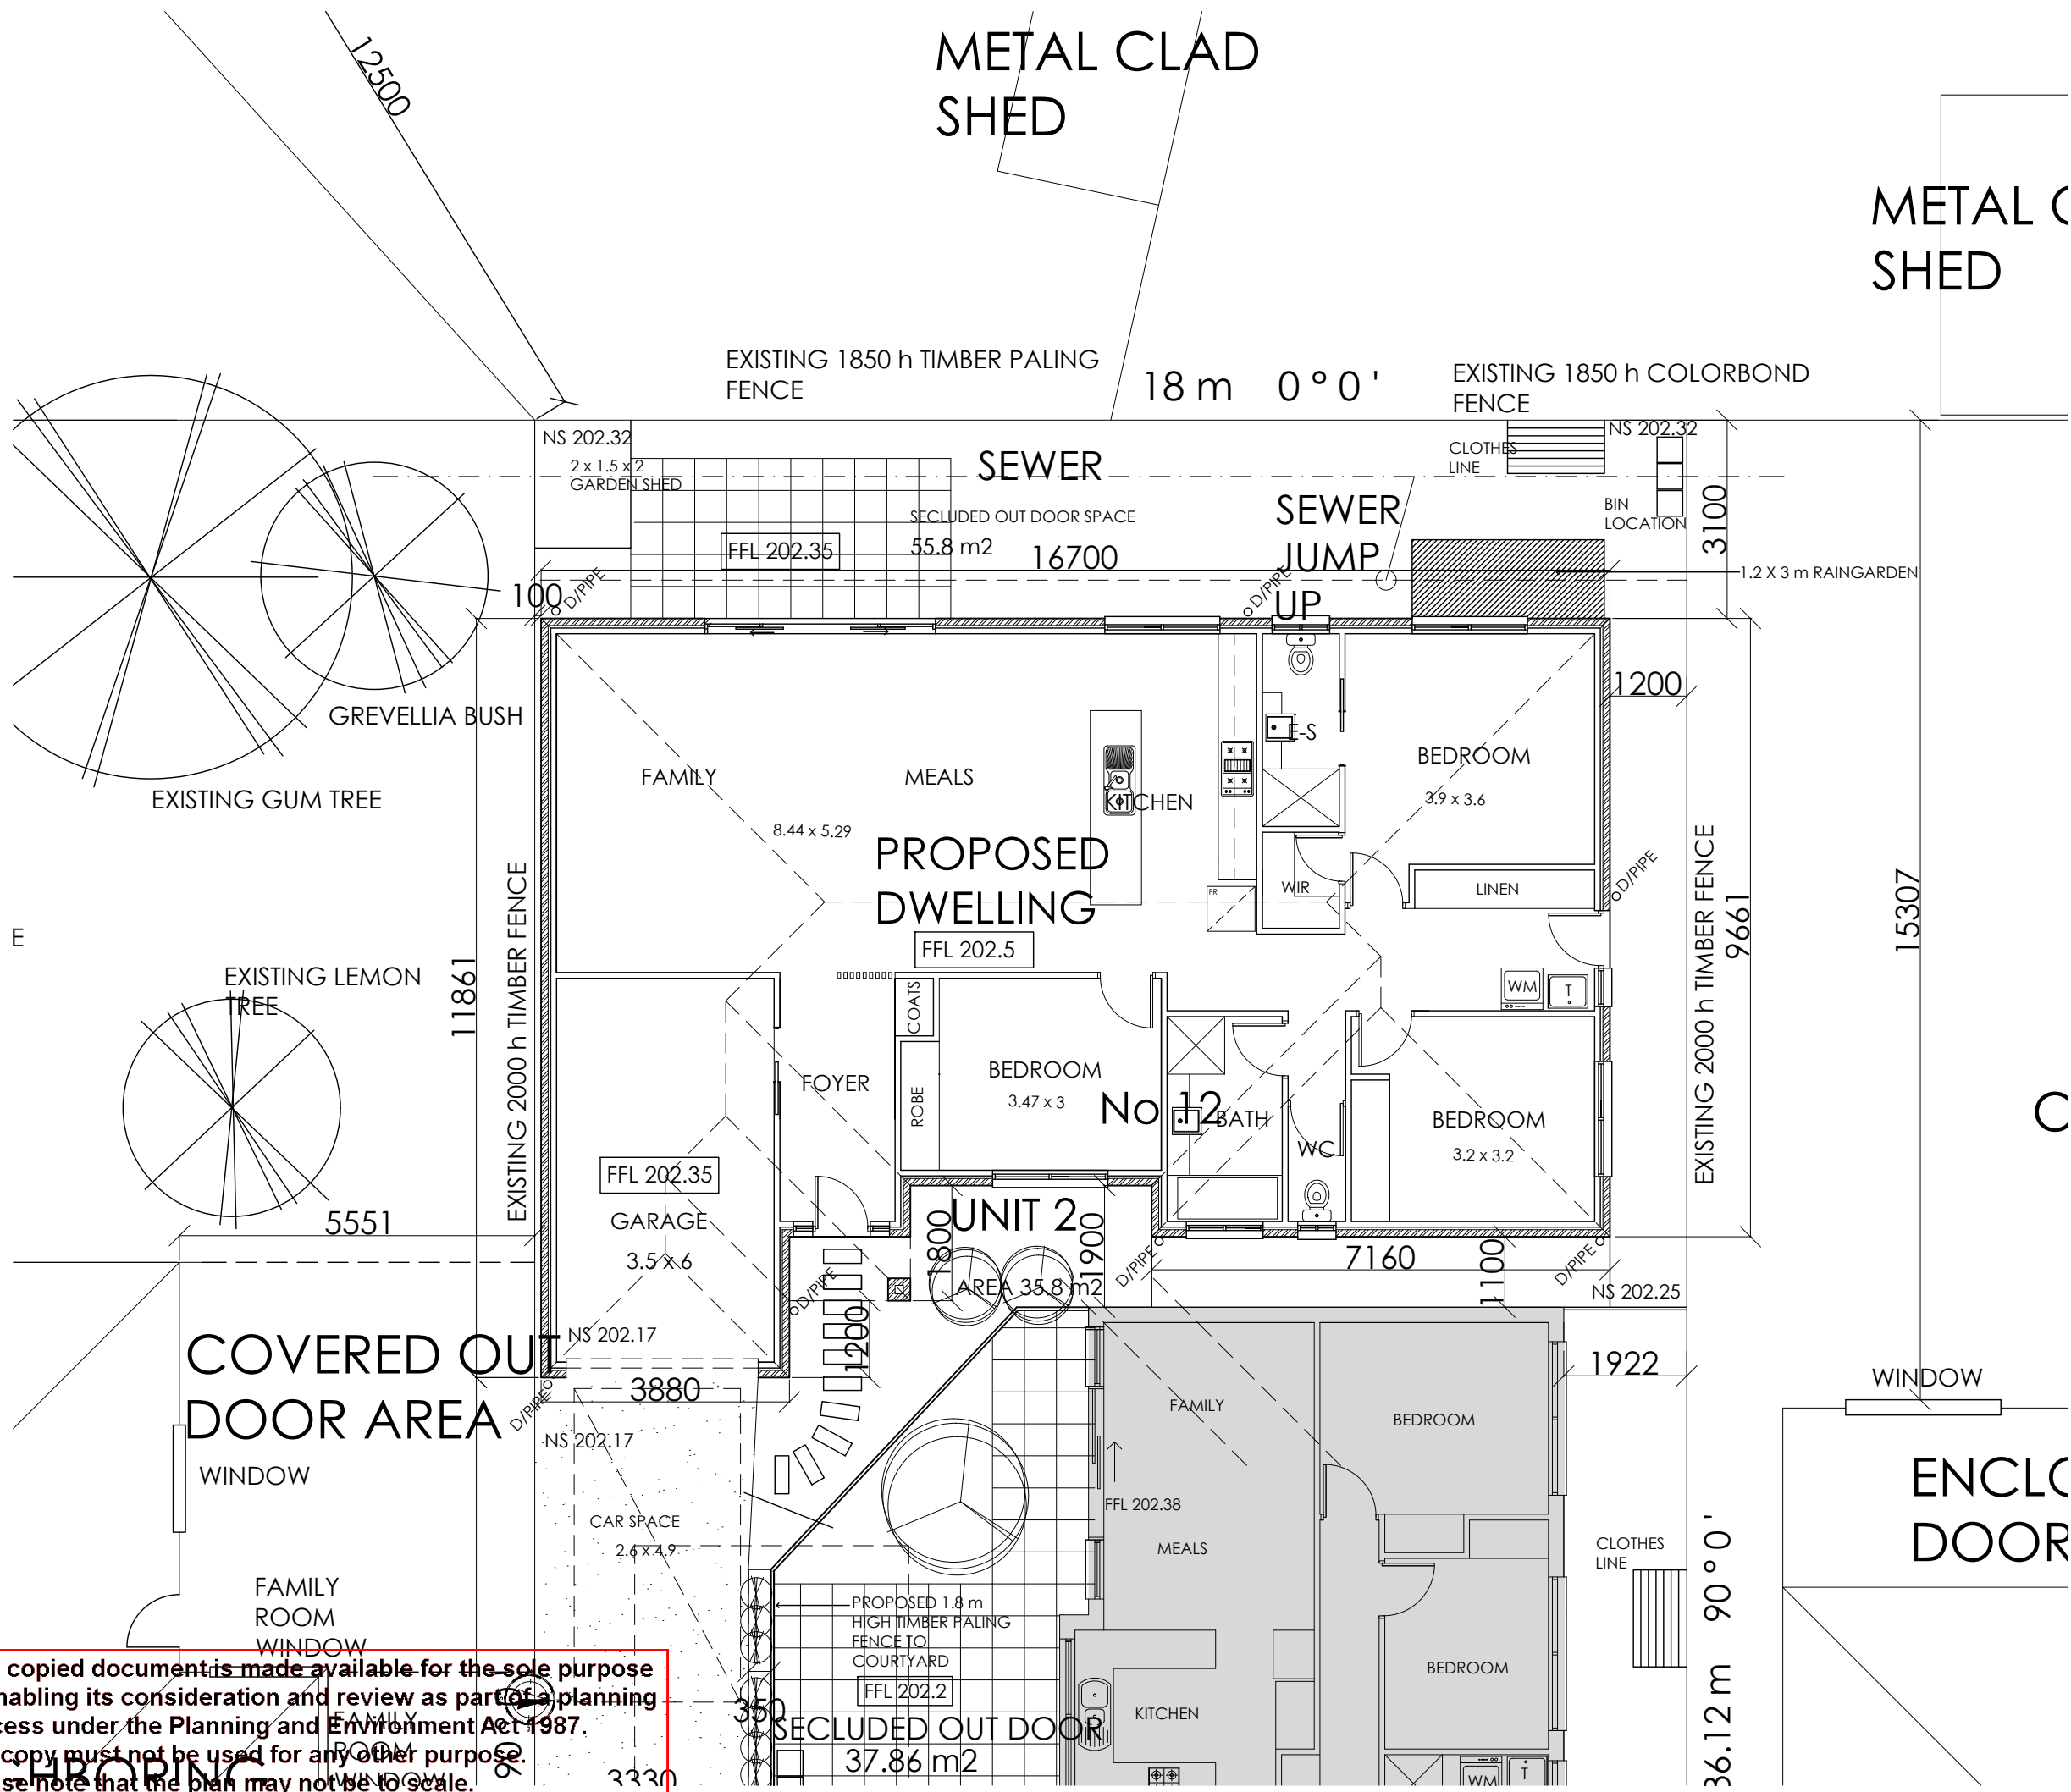 12500
METAL CLAD
SHED
METAL C
SHED
EXISTING 1850 h TIMBER PALING
FENCE
18 m 0 ° 0 '
EXISTING 1850 h COLORBOND
FENCE
NS 202.32
2 x 1.5 x 2
GARDEN SHED
SEWER
CLOTHES
LINE
NS 202.32
SECLUDED OUT DOOR SPACE
55.8 m2
FFL 202.35
16700
SEWER
JUMP
UP
BIN
LOCATION
3100
1.2 X 3 m RAINGARDEN
100
D/PIPE
D/PIPE
1200
GREVELLIA BUSH
EXISTING GUM TREE
FAMILY
MEALS
KITCHEN
8.44 x 5.29
E-S
BEDROOM
3.9 x 3.6
PROPOSED
DWELLING
FFL 202.5
FR
WIR
LINEN
D/PIPE
EXISTING 2000 h TIMBER FENCE
9661
15307
E
EXISTING LEMON
TREE
11861
EXISTING 2000 h TIMBER FENCE
COATS
ROBE
WM
T
FOYER
BEDROOM
3.47 x 3
No 12
BATH
WC
BEDROOM
3.2 x 3.2
C
FFL 202.35
GARAGE
3.5 x 6
5551
UNIT 2
1800
1900
AREA 35.8 m2
D/PIPE
D/PIPE
7160
1100
D/PIPE
NS 202.25
1200
NS 202.17
COVERED OUT
DOOR AREA
3880
D/PIPE
NS 202.17
WINDOW
1922
WINDOW
FAMILY
BEDROOM
ENCLO
DOOR
CAR SPACE
2.6 x 4.9
FFL 202.38
MEALS
CLOTHES
LINE
FAMILY
ROOM
WINDOW
PROPOSED 1.8 m
HIGH TIMBER PALING
FENCE TO
COURTYARD
FFL 202.2
BEDROOM
90 ° 0 '
36.12 m
copied document is made available for the sole purpose
nabling its consideration and review as part of a planning
cess under the Planning and Environment Act 1987.
copy must not be used for any other purpose.
se note that the plan may not be to scale.
FAMILY
ROOM
WINDOW
90 ° 0
350
SECLUDED OUT DOOR
37.86 m2
KITCHEN
3330
WM
T